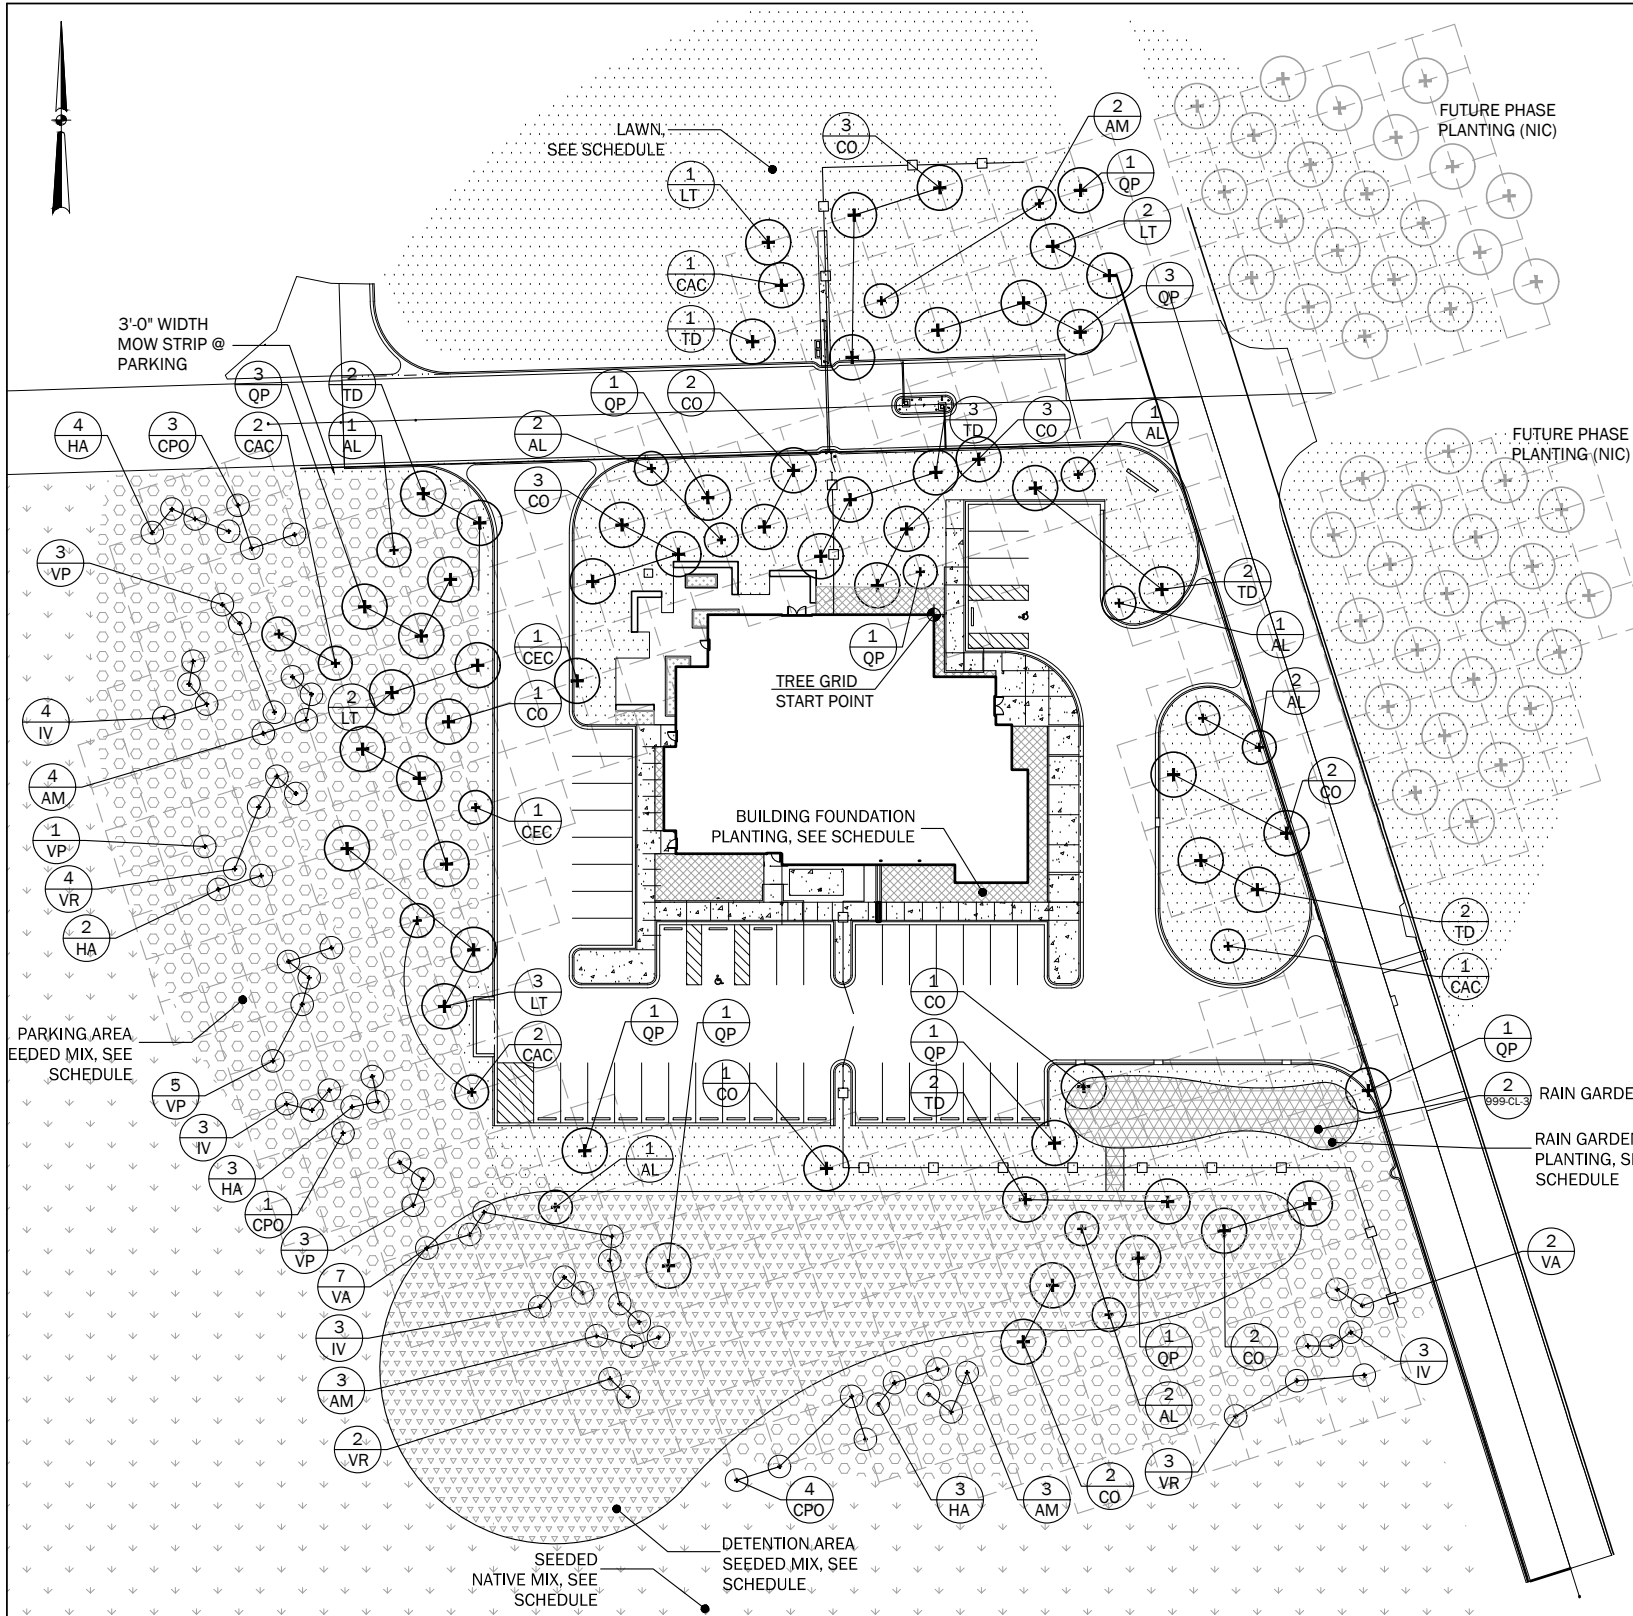 2
AM
FUTURE PHASE
PLANTING (NIC)
LAWN,
SEE SCHEDULE
3
CO
1
QP
1
LT
2
LT
1
CAC
3
QP
1
TD
3'-0" WIDTH
MOW STRIP @
PARKING
3
QP
2
TD
1
QP
2
CO
4
HA
3
CPO
2
CAC
1
AL
2
AL
3
TD
3
CO
1
AL
FUTURE PHASE
PLANTING (NIC)
3
CO
3
VP
2
TD
1
CEC
1
QP
1
AL
TREE GRID
START POINT
4
IV
2
LT
1
CO
2
AL
4
AM
2
CO
1
VP
1
CEC
BUILDING FOUNDATION
PLANTING, SEE SCHEDULE
4
VR
2
HA
2
TD
1
CAC
3
LT
1
CO
PARKING AREA
EEDED MIX, SEE
SCHEDULE
1
QP
1
QP
1
QP
1
QP
2
CAC
1
CO
2
TD
2
999-CL-3
RAIN GARDE
5
VP
3
IV
RAIN GARDEN
PLANTING, SE
SCHEDULE
3
HA
1
AL
1
CPO
3
VP
2
VA
7
VA
3
IV
1
QP
2
CO
3
IV
3
AM
2
AL
2
VR
3
VR
4
CPO
3
HA
3
AM
2
CO
DETENTION AREA
SEEDED MIX, SEE
SCHEDULE
SEEDED
NATIVE MIX, SEE
SCHEDULE